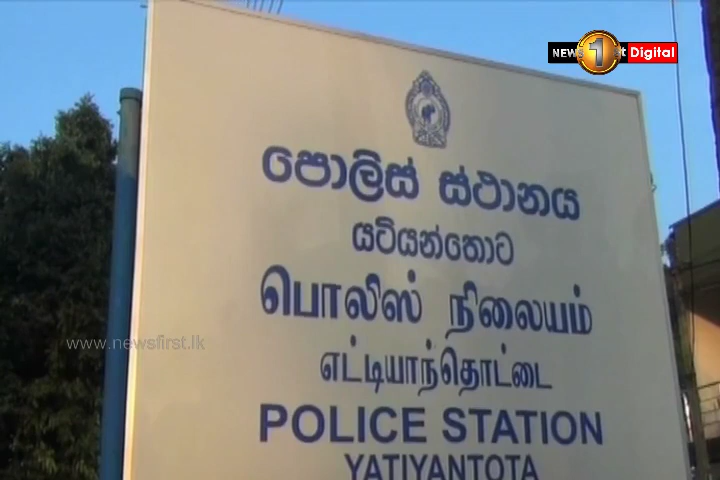 NEWS 1st Digital
පොලිස් ස්ථානය
යටියන්තොට
பொலிஸ் நிலையம்
எட்டியாந்தொட்டை
www.newsfirst.lk
POLICE STATION
YATIYANTOTA